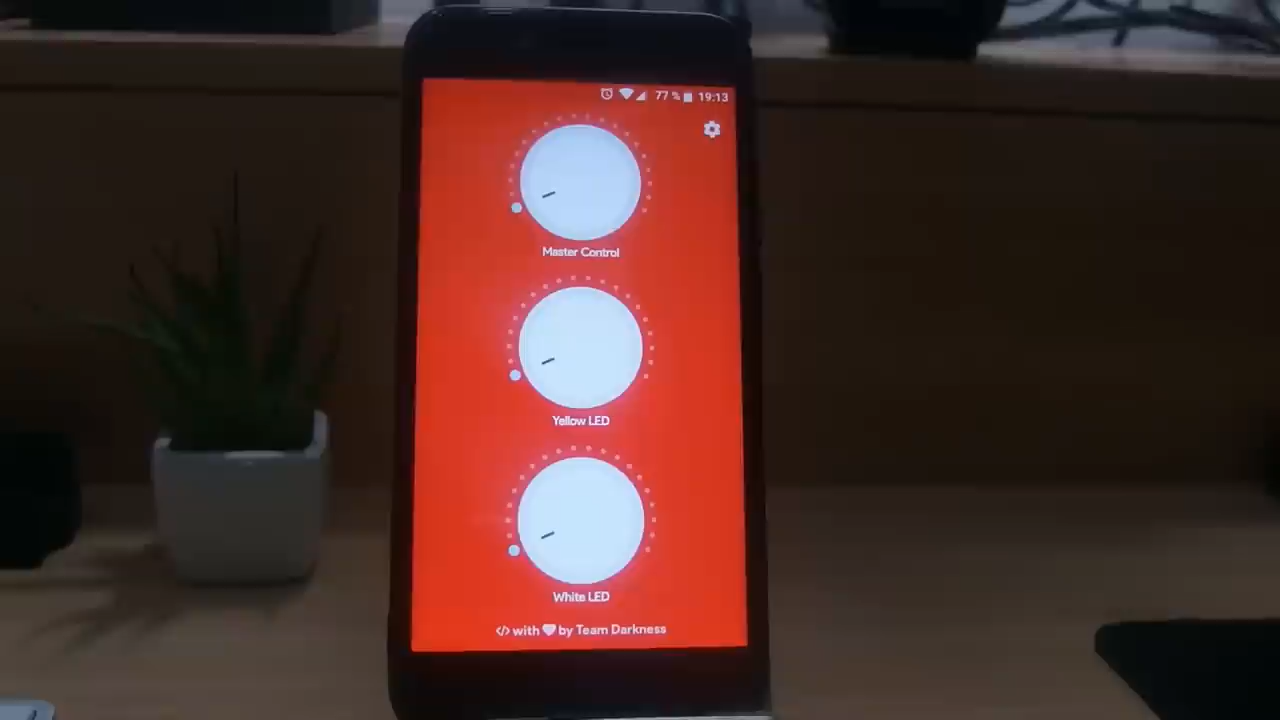 77 % 19:13
Master Control
Yellow LED
White LED
</> with by Team Darkness